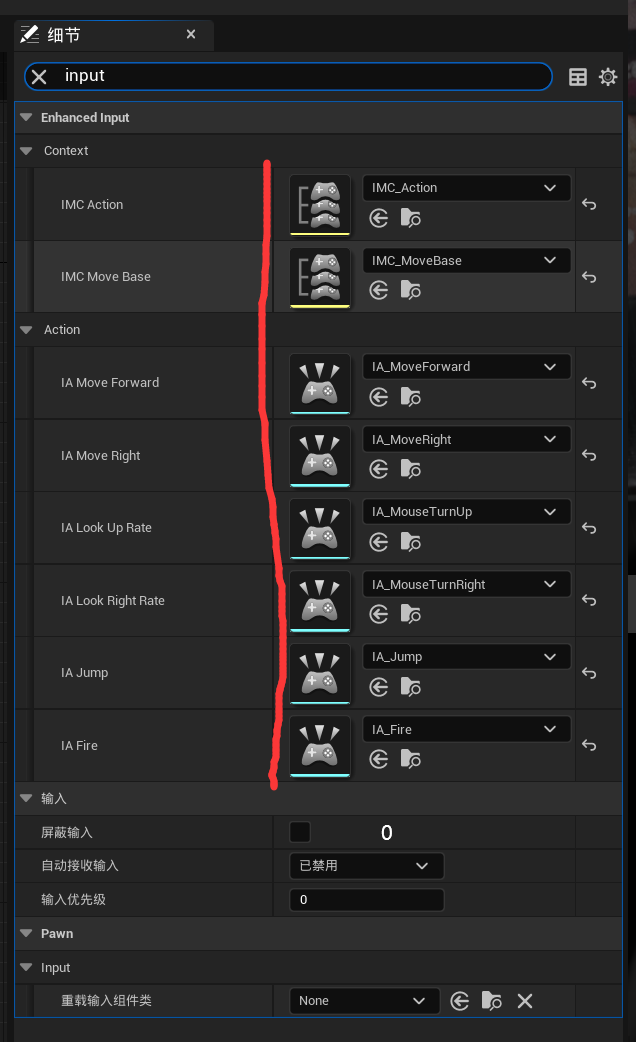 细节
input
Enhanced Input
Context
IMC Action
IMC_Action
IMC Move Base
IMC_MoveBase
Action
IA Move Forward
IA_MoveForward
IA Move Right
IA_MoveRight
IA Look Up Rate
IA_MouseTurnUp
IA Look Right Rate
IA_MouseTurnRight
IA Jump
IA_Jump
IA Fire
IA_Fire
输入
屏蔽输入 0
自动接收输入 已禁用
输入优先级 0
Pawn
Input
重载输入组件类 None